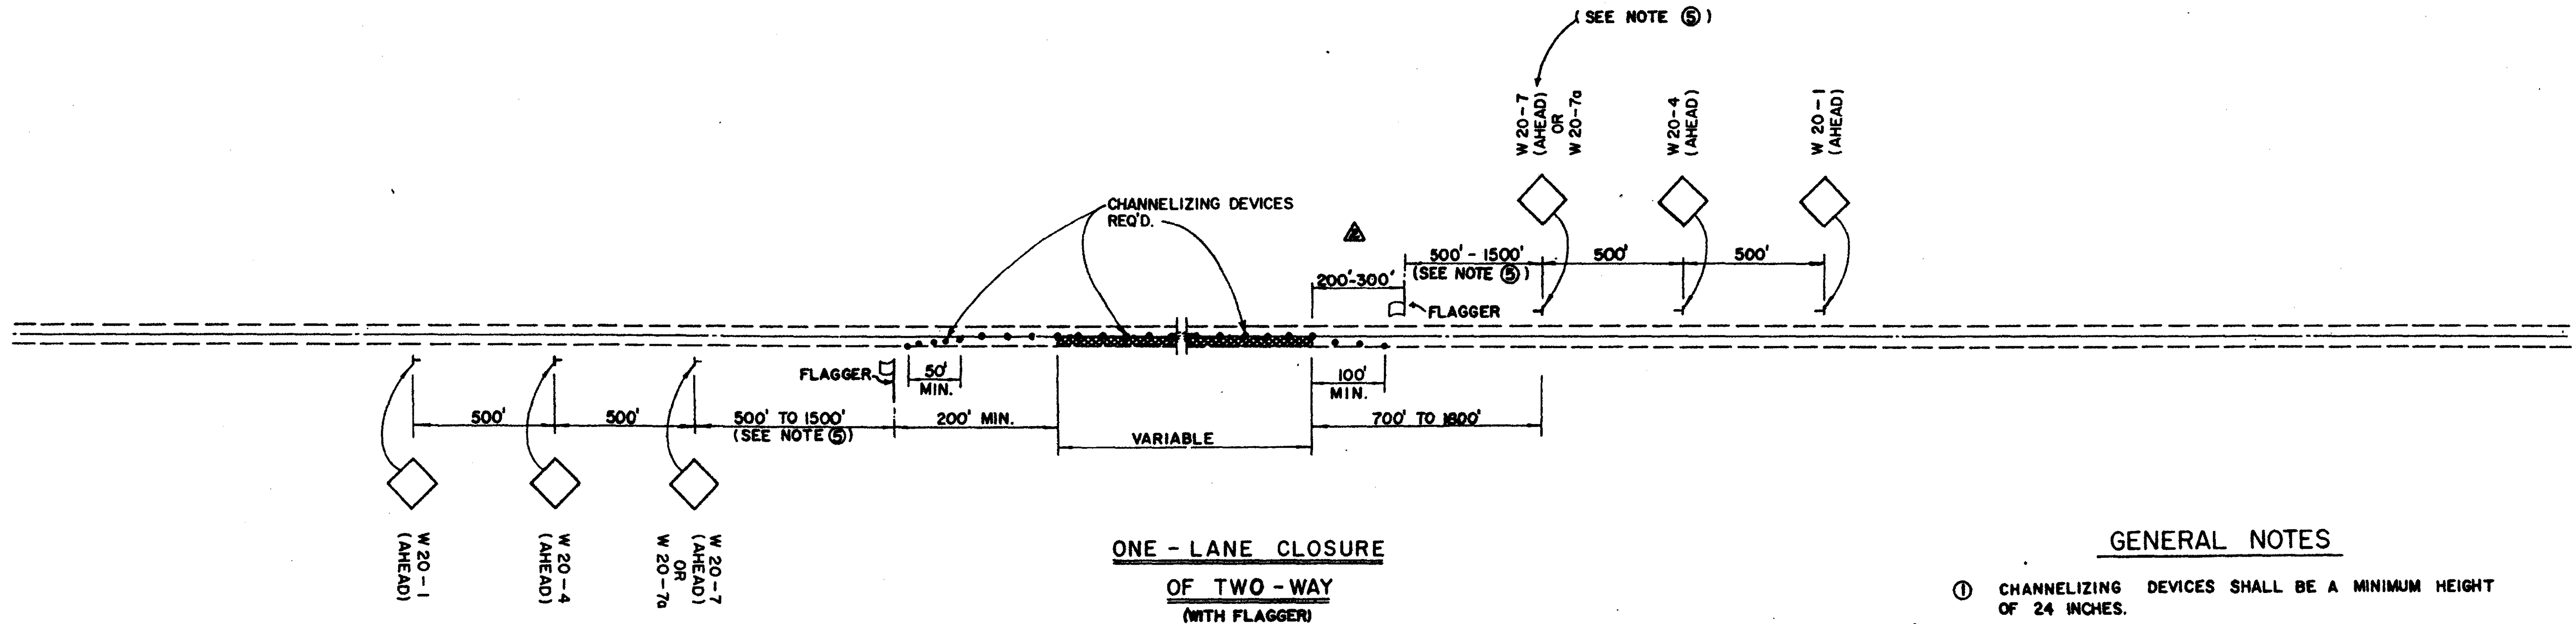 ( SEE NOTE ⑤ )
W 20-7
(AHEAD)
OR
W 20-7a
W 20-4
(AHEAD)
W 20-1
(AHEAD)
CHANNELIZING DEVICES
REQ'D.
2
500' - 1500'
(SEE NOTE ⑤ )
500'
500'
200'-300'
FLAGGER
FLAGGER
50'
MIN.
100'
MIN.
500'
500'
500' TO 1500'
(SEE NOTE ⑤)
200' MIN.
VARIABLE
700' TO 1800'
W 20-1
(AHEAD)
W 20-4
(AHEAD)
W 20-7
(AHEAD)
OR
W 20-7a
ONE - LANE CLOSURE
OF TWO - WAY
(WITH FLAGGER)
GENERAL NOTES
① CHANNELIZING DEVICES SHALL BE A MINIMUM HEIGHT
OF 24 INCHES.